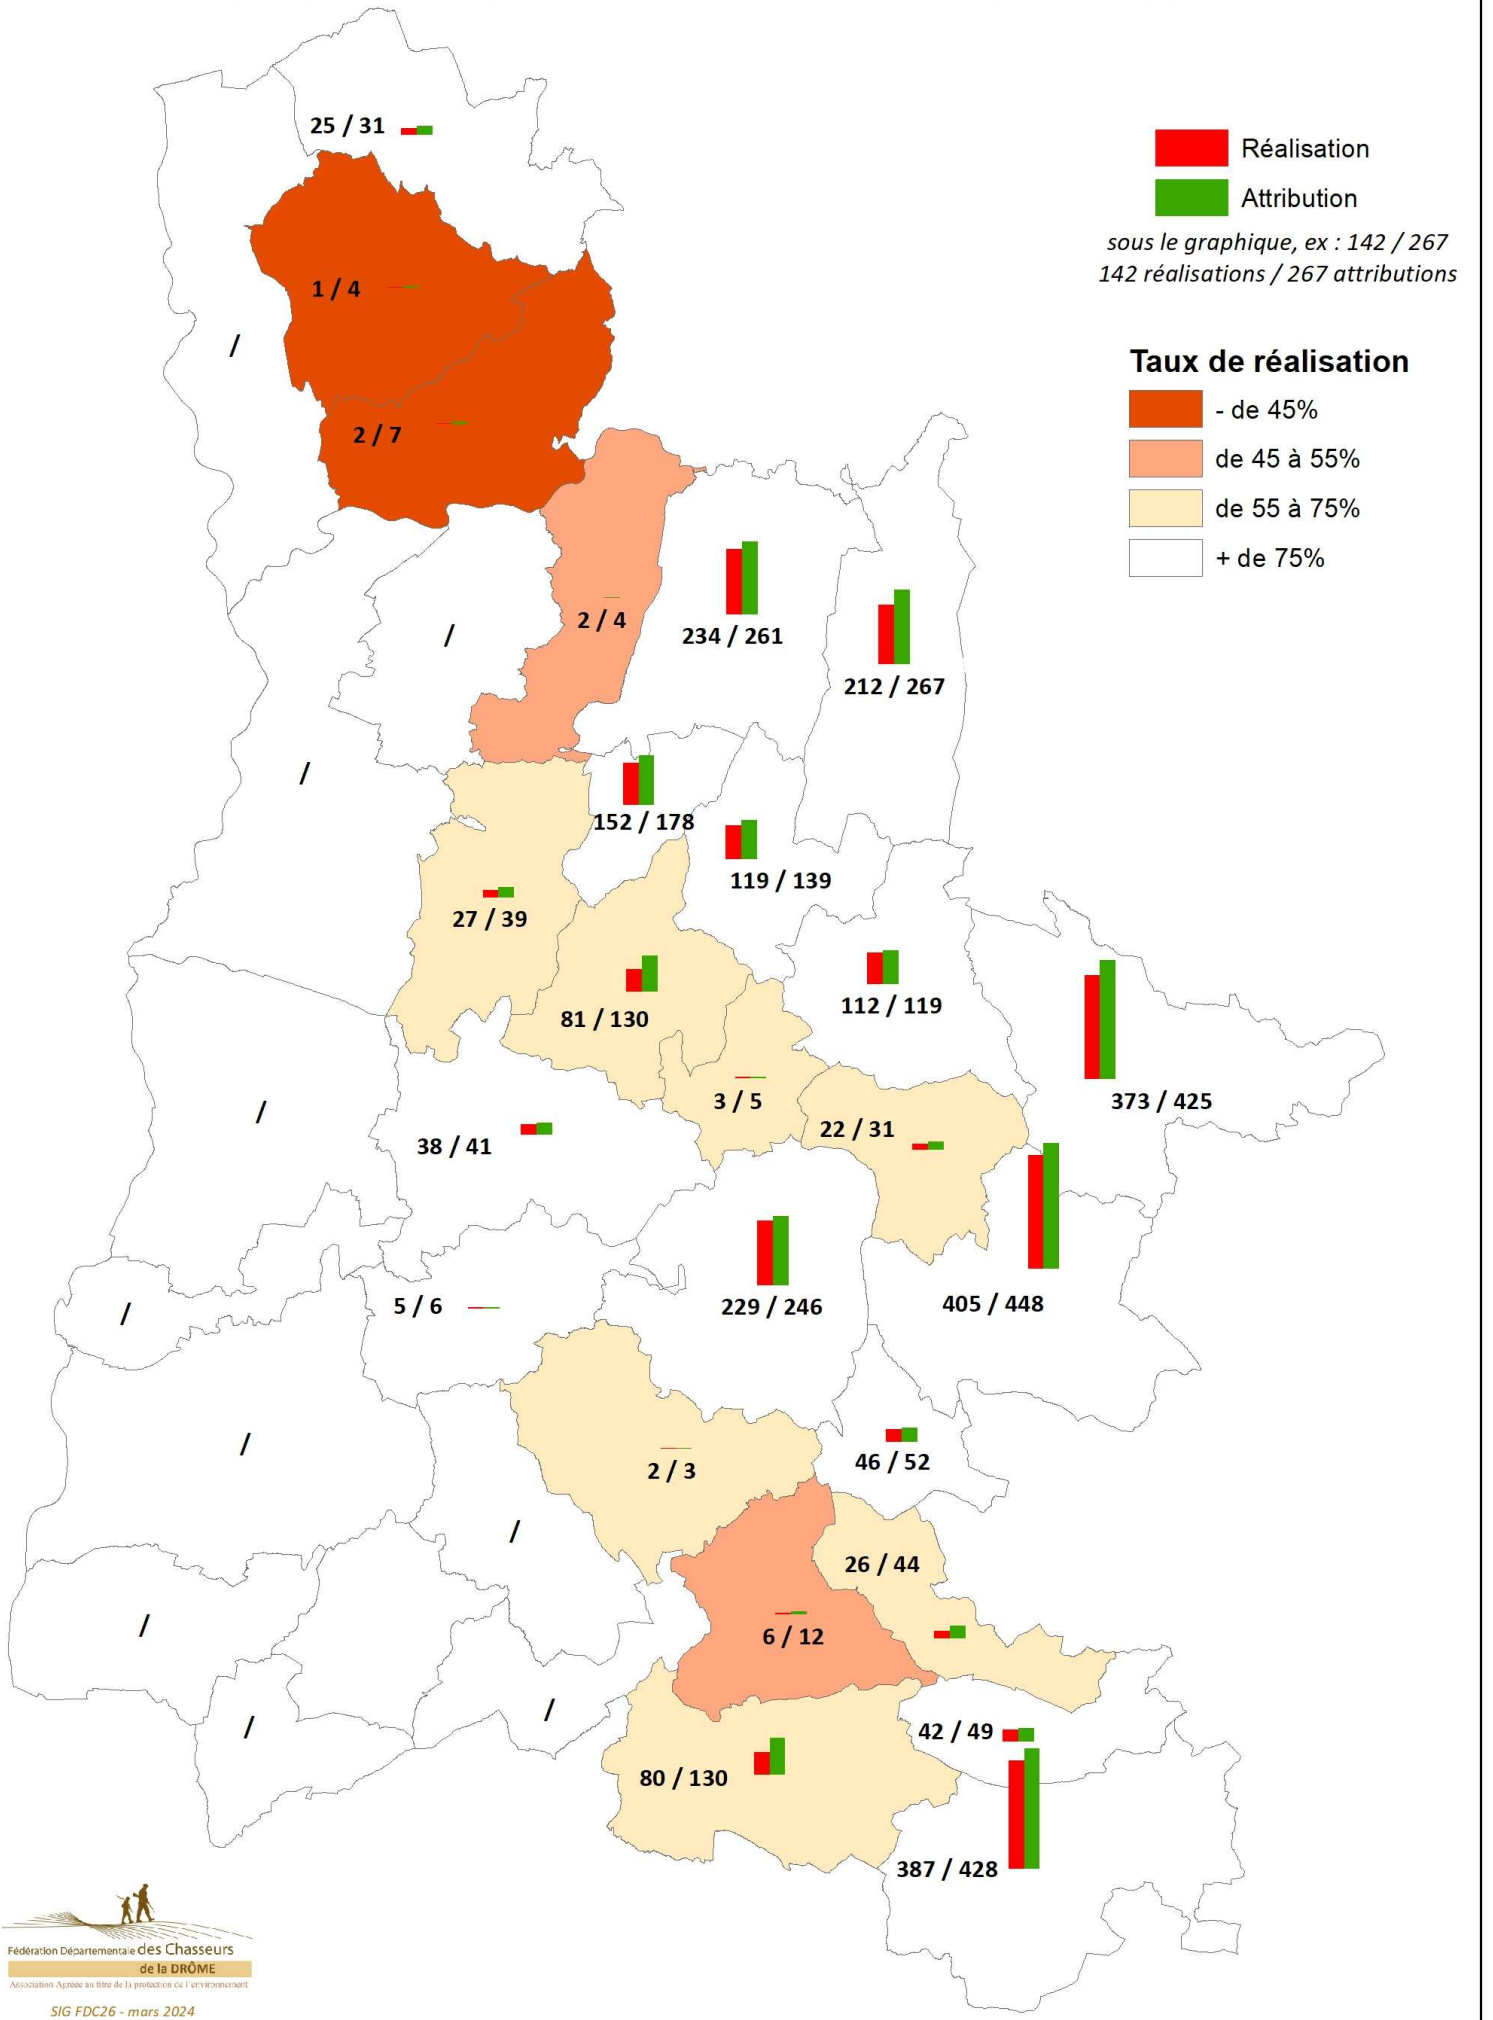 25 / 31
Réalisation
Attribution
sous le graphique, ex : 142 / 267
142 réalisations / 267 attributions
1 / 4
/
Taux de réalisation
- de 45%
de 45 à 55%
de 55 à 75%
+ de 75%
2 / 7
2 / 4
/
234 / 261
212 / 267
/
152 / 178
119 / 139
27 / 39
81 / 130
112 / 119
3 / 5
373 / 425
/
22 / 31
38 / 41
/
5 / 6
229 / 246
405 / 448
/
2 / 3
46 / 52
/
26 / 44
/
6 / 12
/
/
42 / 49
80 / 130
387 / 428
Fédération Départementale des Chasseurs
de la DRÔME
Association Agréée au titre de la protection de l'environnement
SIG FDC26 - mars 2024